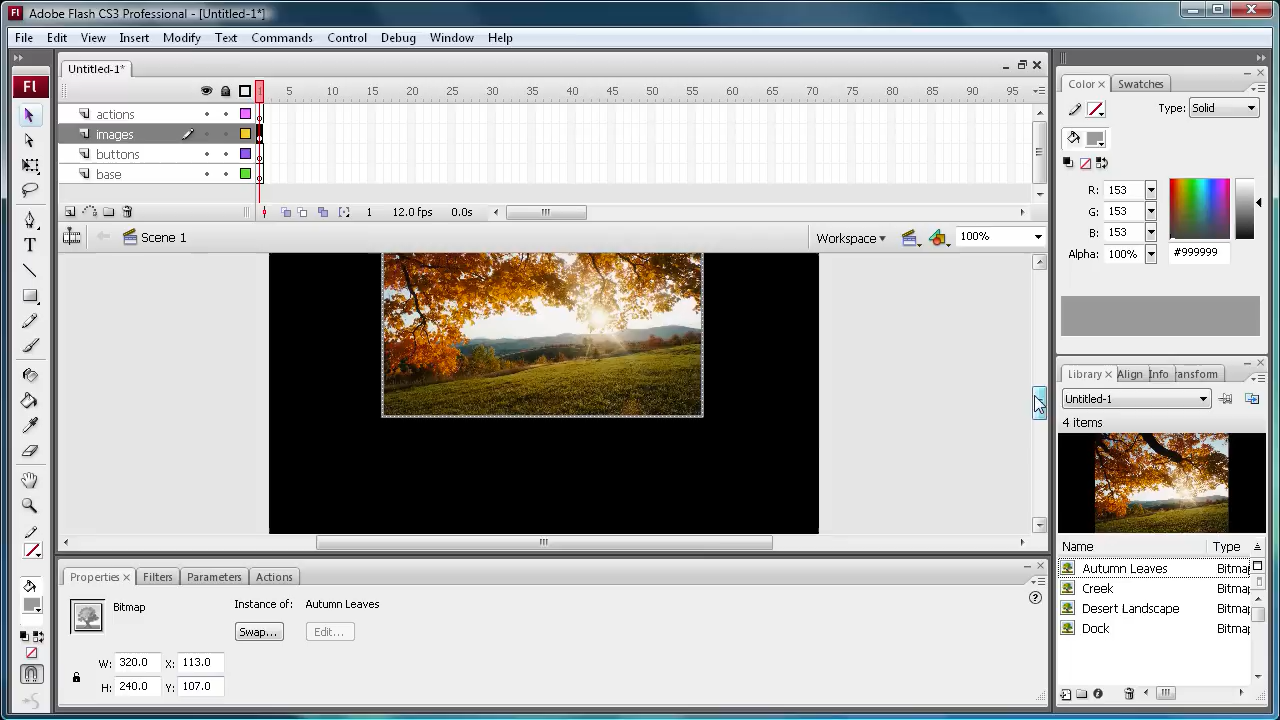 Fl Adobe Flash CS3 Professional - [Untitled-1*]
File Edit View Insert Modify Text Commands Control Debug Window Help
Untitled-1*
Fl
1 5 10 15 20 25 30 35 40 45 50 55 60 65 70 75 80 85 90 95
actions
images
buttons
base
1 12.0 fps 0.0s
Scene 1
Workspace
100%
Color Swatches
Type: Solid
R: 153
G: 153
B: 153
Alpha: 100%
#999999
Library Align Info ransform
Untitled-1
4 items
Name Type
Autumn Leaves Bitmap
Creek Bitmap
Desert Landscape Bitmap
Dock Bitmap
Properties Filters Parameters Actions
Bitmap
Instance of: Autumn Leaves
Swap... Edit...
W: 320.0 X: 113.0
H: 240.0 Y: 107.0